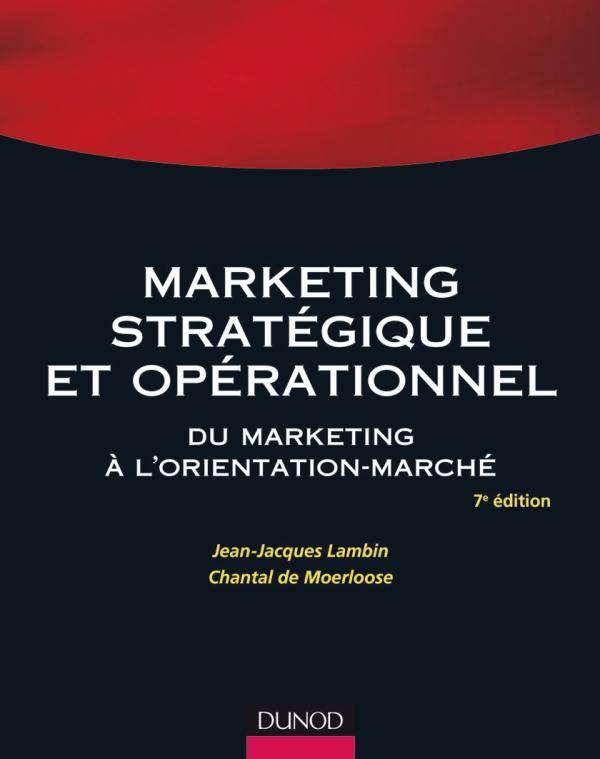 MARKETING
STRATÉGIQUE
ET OPÉRATIONNEL
DU MARKETING
À L'ORIENTATION-MARCHÉ
7e édition
Jean-Jacques Lambin
Chantal de Moerloose
DUNOD